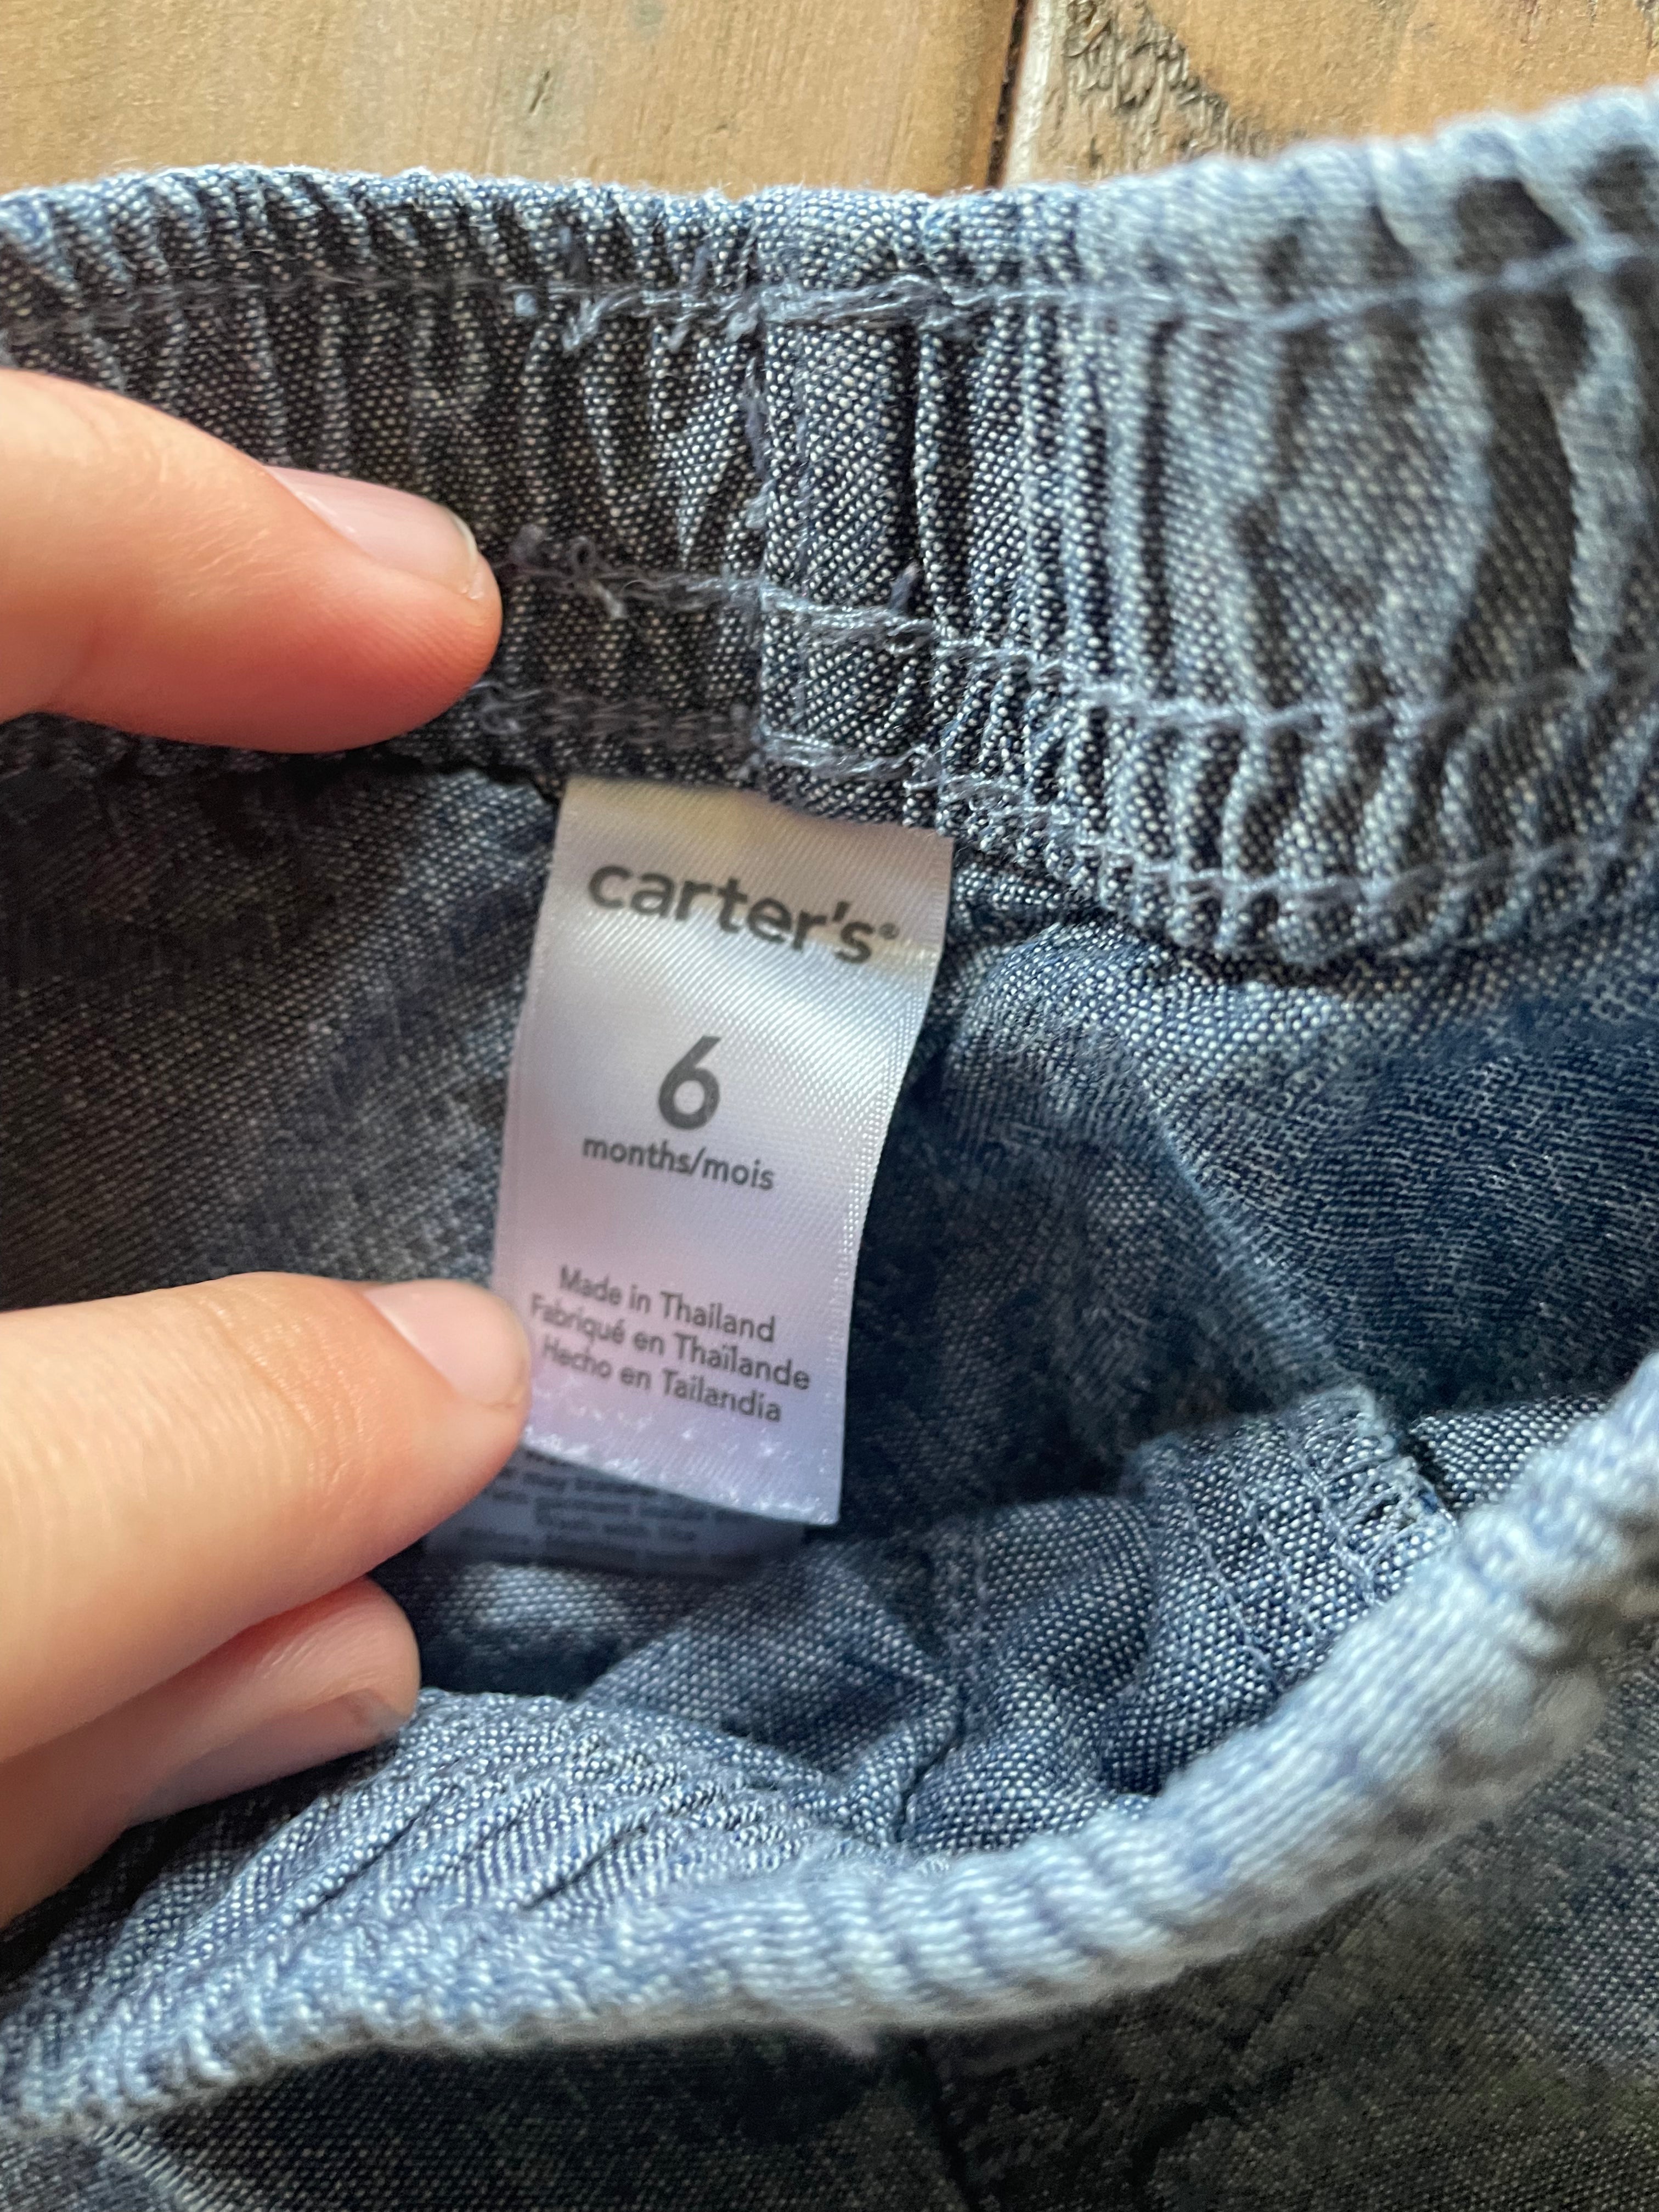 carter's®
6
months/mois
Made in Thailand
Fabriqué en Thaïlande
Hecho en Tailandia